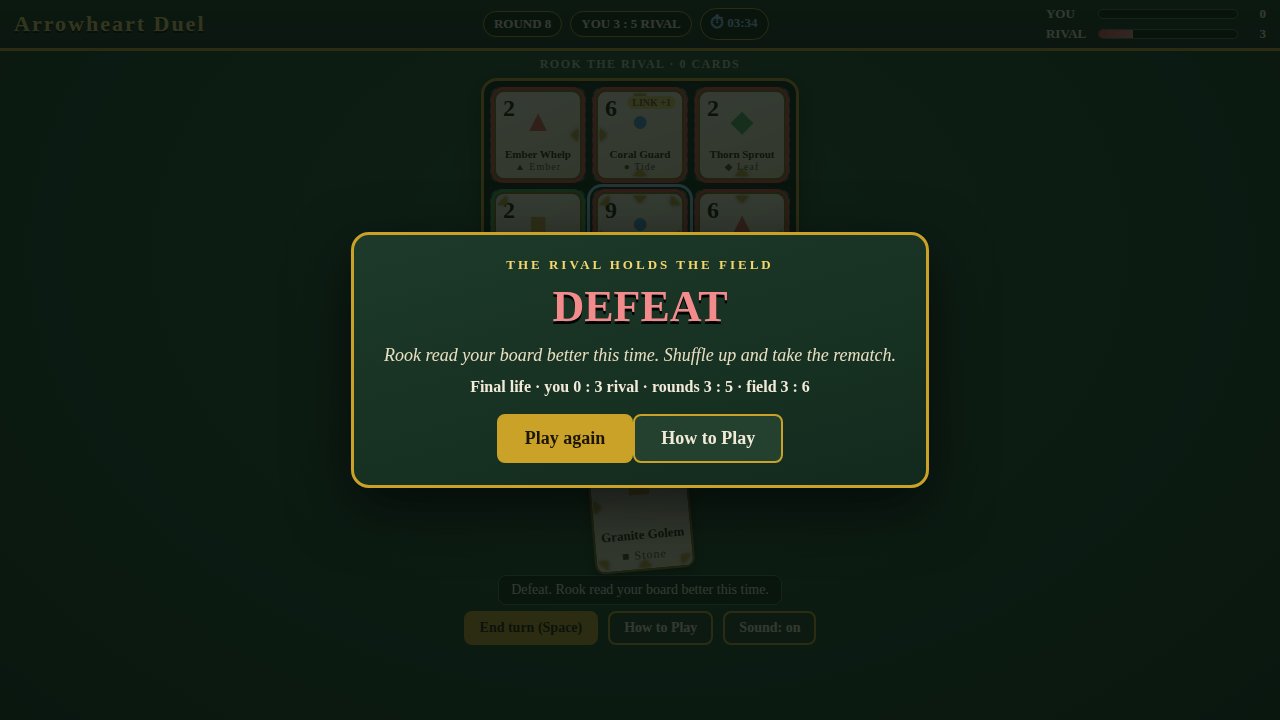 Arrowheart Duel
ROUND 8
YOU 3 : 5 RIVAL
⏱ 03:34
YOU 0
RIVAL 3
ROOK THE RIVAL · 0 CARDS
2
Ember Whelp
▲ Ember
6
LINK +1
Coral Guard
● Tide
2
Thorn Sprout
◆ Leaf
2
9
6
THE RIVAL HOLDS THE FIELD
DEFEAT
Rook read your board better this time. Shuffle up and take the rematch.
Final life · you 0 : 3 rival · rounds 3 : 5 · field 3 : 6
Play again
How to Play
Granite Golem
■ Stone
Defeat. Rook read your board better this time.
End turn (Space)
How to Play
Sound: on